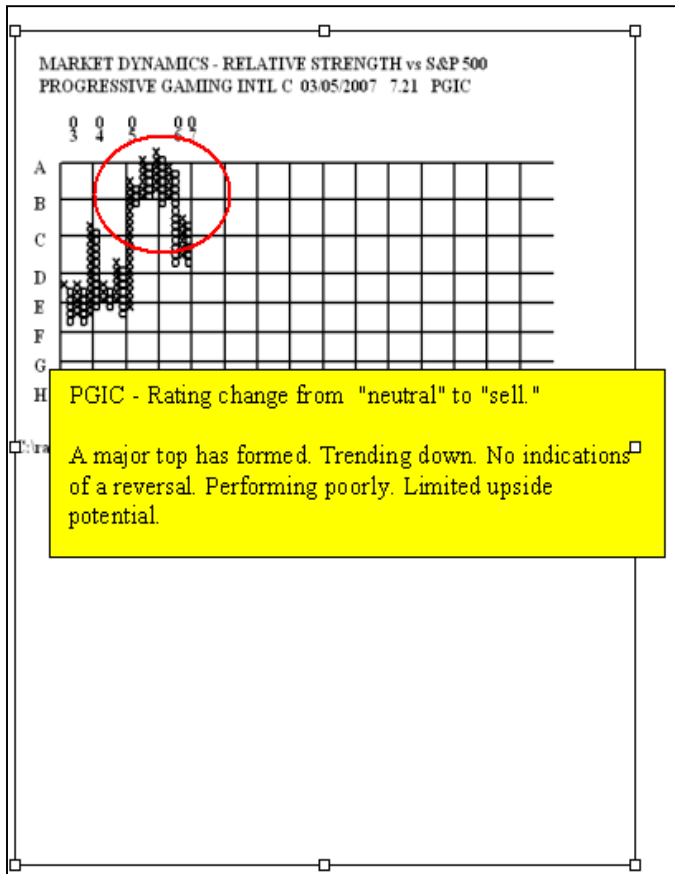 MARKET DYNAMICS - RELATIVE STRENGTH vs S&P 500
PROGRESSIVE GAMING INTL C 03/05/2007 7.21 PGIC
0 0 0 0 0
3 4 5 6 7
A
B
C
D
E
F
G
H
PGIC - Rating change from "neutral" to "sell."
A major top has formed. Trending down. No indications
of a reversal. Performing poorly. Limited upside
potential.